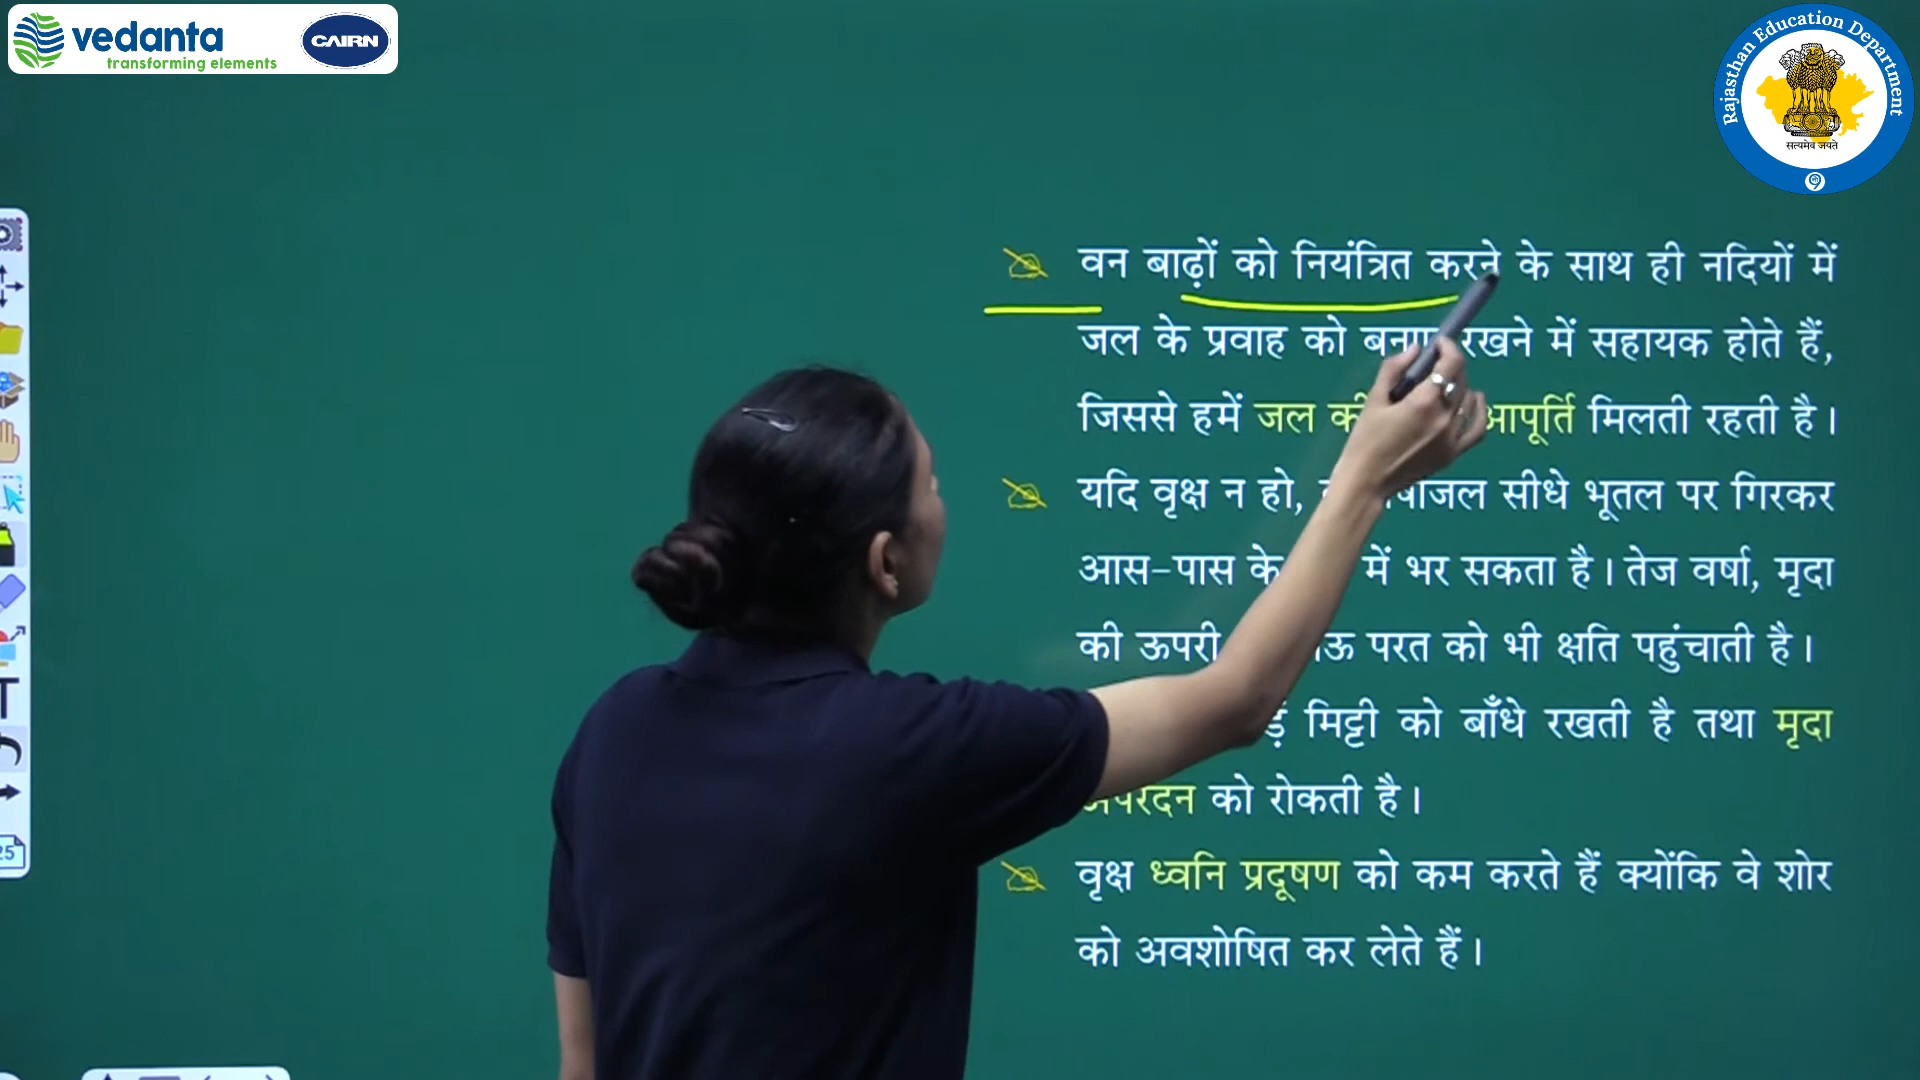 vedanta
transforming elements
CAIRN
Rajasthan Education Department
सत्यमेव जयते
वन बाढ़ों को नियंत्रित करने के साथ ही नदियों में
जल के प्रवाह को बनाए रखने में सहायक होते हैं,
जिससे हमें जल की आपूर्ति मिलती रहती है।
यदि वृक्ष न हो, सीधे भूतल पर गिरकर
आस-पास के में भर सकता है। तेज वर्षा, मृदा
की ऊपरी परत को भी क्षति पहुंचाती है।
मिट्टी को बाँधे रखती है तथा मृदा
अपरदन को रोकती है।
वृक्ष ध्वनि प्रदूषण को कम करते हैं क्योंकि वे शोर
को अवशोषित कर लेते हैं।
T
25